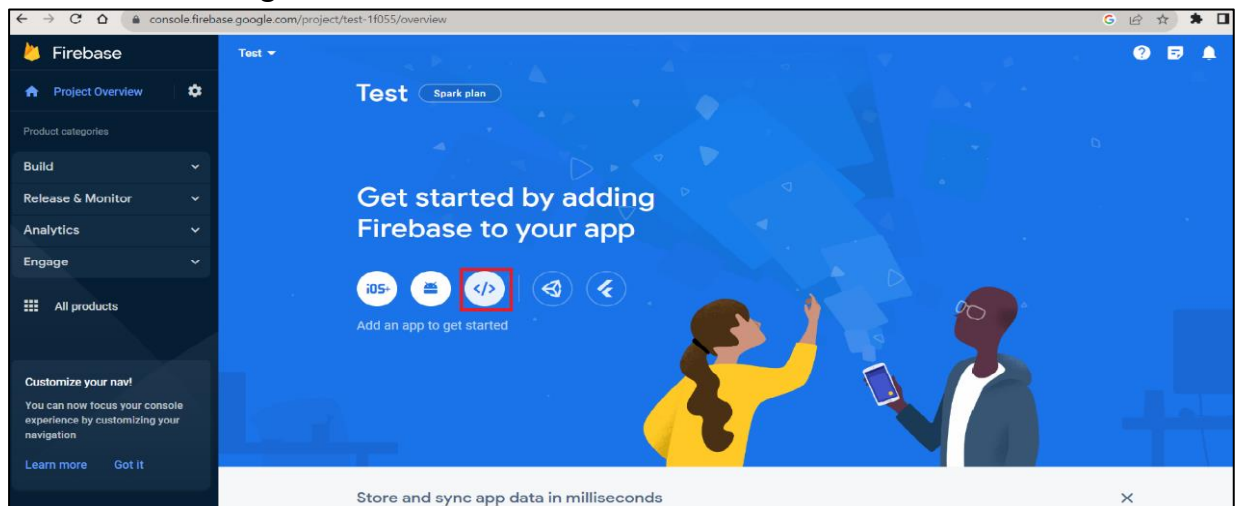 console.firebase.google.com/project/test-1f055/overview
Firebase
Test
Project Overview
Test
Spark plan
Product categories
Build
Release & Monitor
Analytics
Engage
All products
Get started by adding
Firebase to your app
iOS+
</>
Add an app to get started
Customize your nav!
You can now focus your console
experience by customizing your
navigation
Learn more
Got it
Store and sync app data in milliseconds